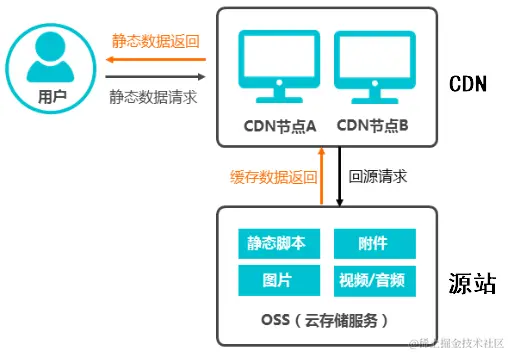 静态数据返回
用户
静态数据请求
CDN节点A
CDN节点B
CDN
缓存数据返回
回源请求
静态脚本
附件
图片
视频/音频
源站
OSS（云存储服务）
@稀土掘金技术社区